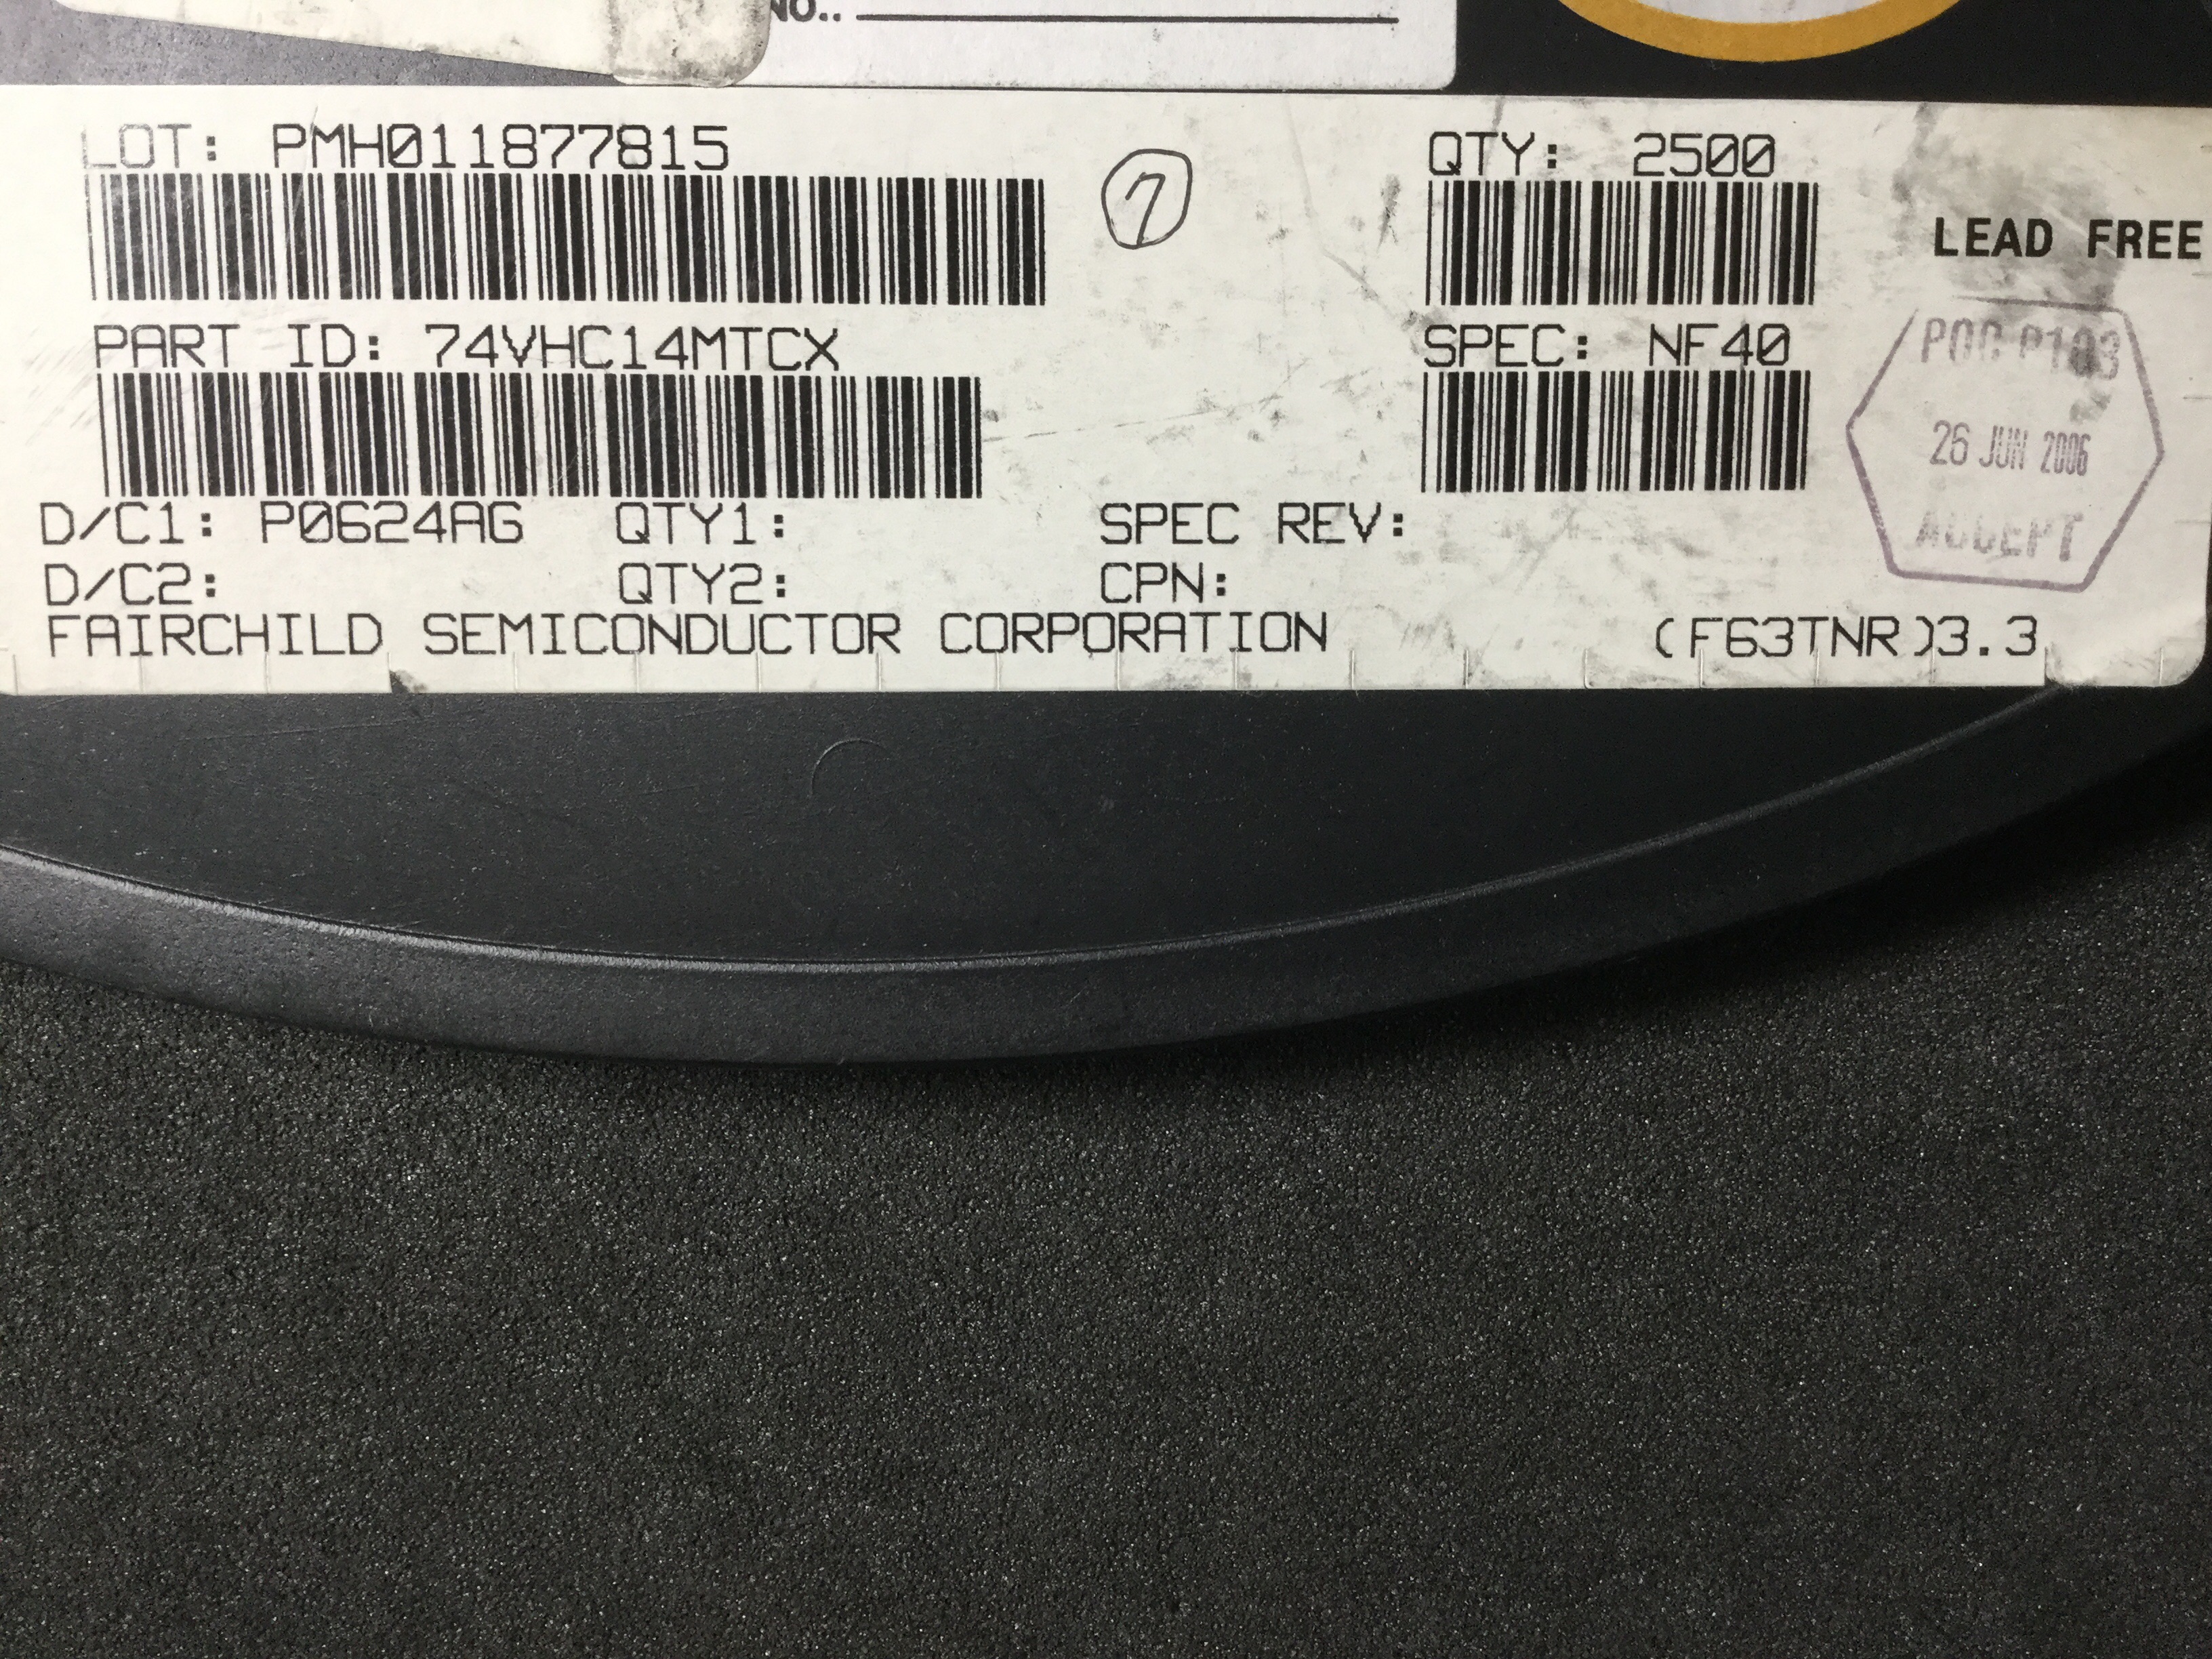 NO..
LOT: PMH011877815
7
QTY: 2500
LEAD FREE
PART ID: 74VHC14MTCX
SPEC: NF40
26 JUN 2006
ACCEPT
D/C1: P0624AG QTY1: SPEC REV:
D/C2: QTY2: CPN:
FAIRCHILD SEMICONDUCTOR CORPORATION (F63TNR)3.3